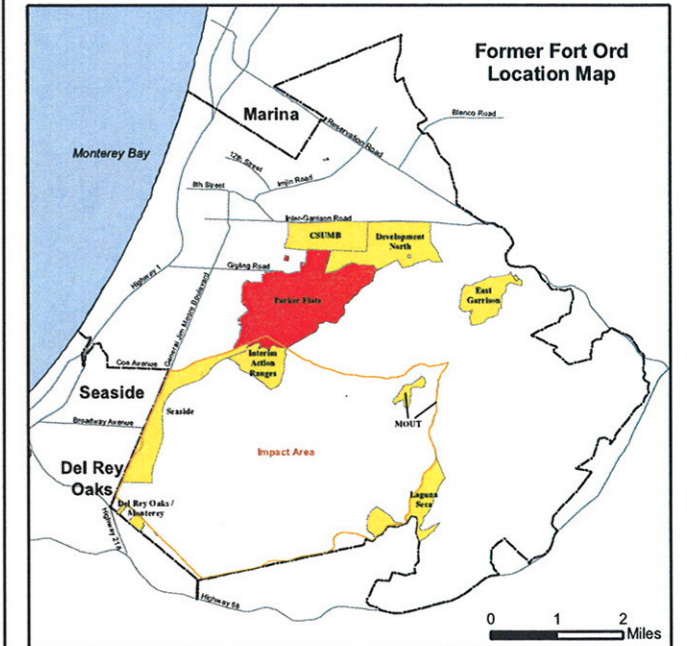 Former Fort Ord
Location Map
Marina
Blanco Road
Reservation Road
Monterey Bay
12th Street
Imjin Road
8th Street
Inter-Garrison Road
CSUMB
Development
North
Gigling Road
Highway 1
General Jim Moore Boulevard
Parker Flats
East
Garrison
Interim
Action
Ranges
Coe Avenue
Seaside
Seaside
MOUT
Broadway Avenue
Impact Area
Del Rey
Oaks
Laguna
Seca
Del Rey Oaks /
Monterey
Highway 218
Highway 68
0 1 2
Miles